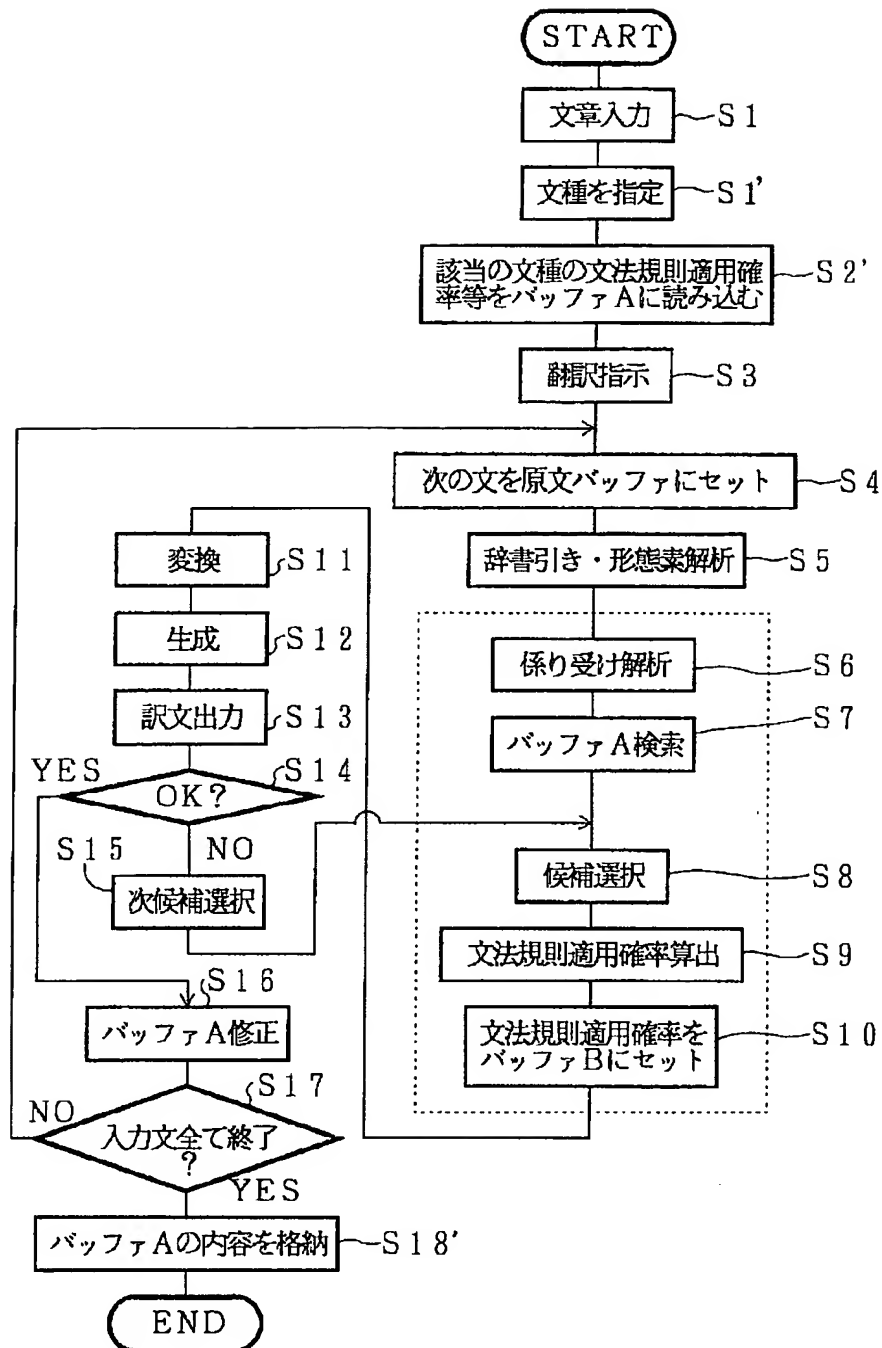 START
文章入力
S1
文種を指定
S1'
該当の文種の文法規則適用確
率等をバッファAに読み込む
S2'
翻訳指示
S3
次の文を原文バッファにセット
S4
辞書引き・形態素解析
S5
係り受け解析
S6
バッファA検索
S7
候補選択
S8
文法規則適用確率算出
S9
文法規則適用確率を
バッファBにセット
S10
変換
S11
生成
S12
訳文出力
S13
YES
OK?
S14
NO
S15
次候補選択
S16
バッファA修正
S17
NO
入力文全て終了
?
YES
バッファAの内容を格納
S18'
END